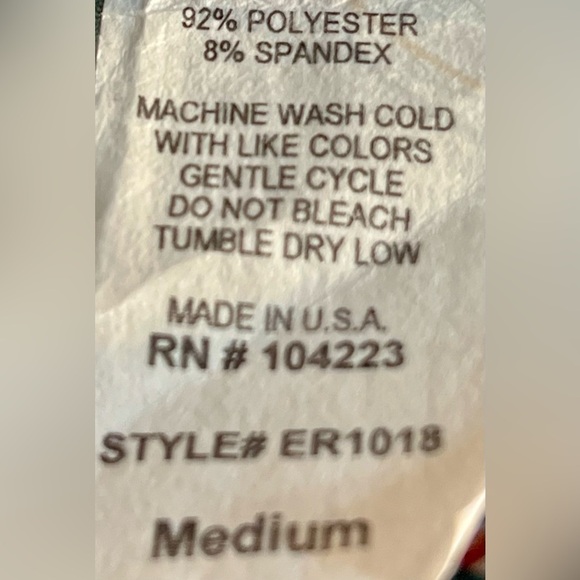 92% POLYESTER
8% SPANDEX
MACHINE WASH COLD
WITH LIKE COLORS
GENTLE CYCLE
DO NOT BLEACH
TUMBLE DRY LOW
MADE IN U.S.A.
RN # 104223
STYLE# ER1018
Medium